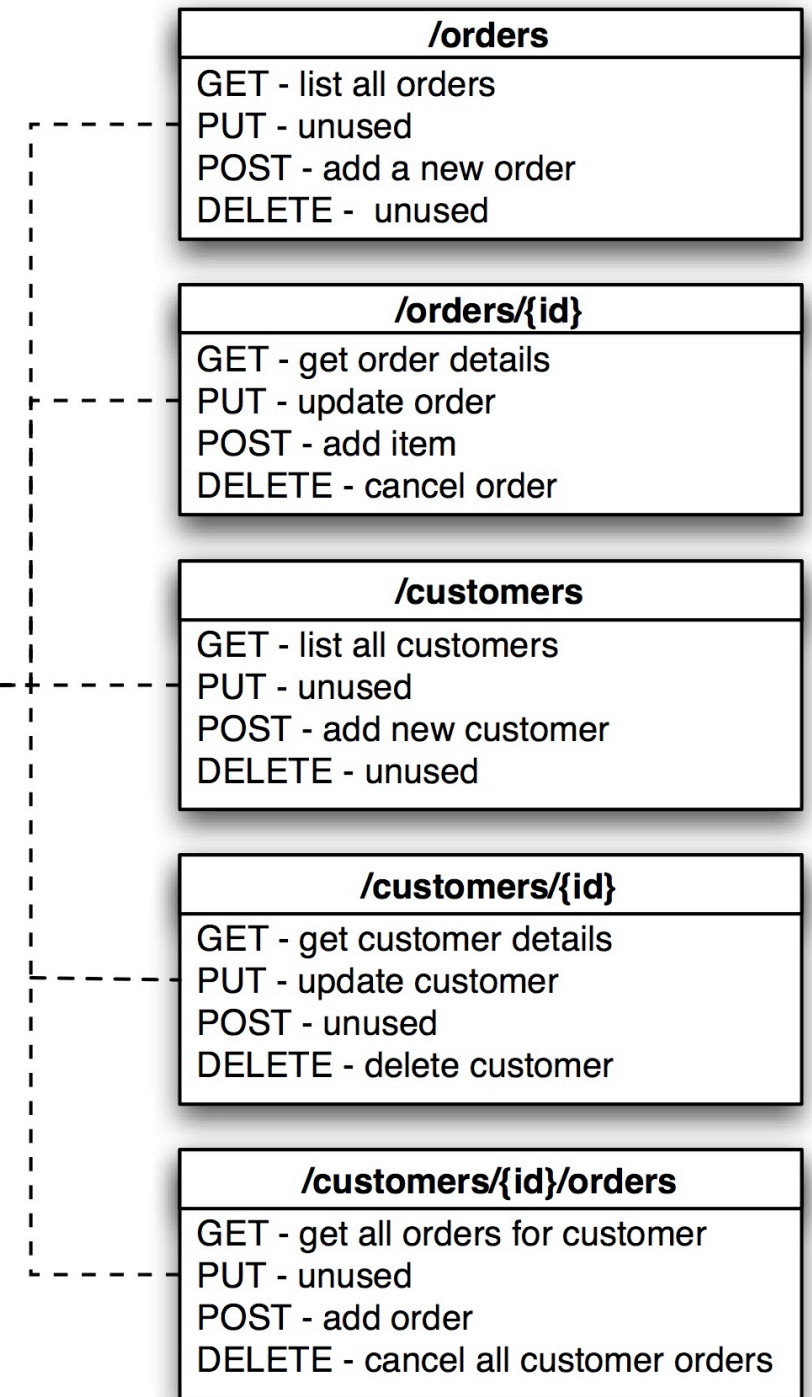 /orders
GET - list all orders
PUT - unused
POST - add a new order
DELETE -  unused
/orders/{id}
GET - get order details
PUT - update order
POST - add item
DELETE - cancel order
/customers
GET - list all customers
PUT - unused
POST - add new customer
DELETE - unused
/customers/{id}
GET - get customer details
PUT - update customer
POST - unused
DELETE - delete customer
/customers/{id}/orders
GET - get all orders for customer
PUT - unused
POST - add order
DELETE - cancel all customer orders